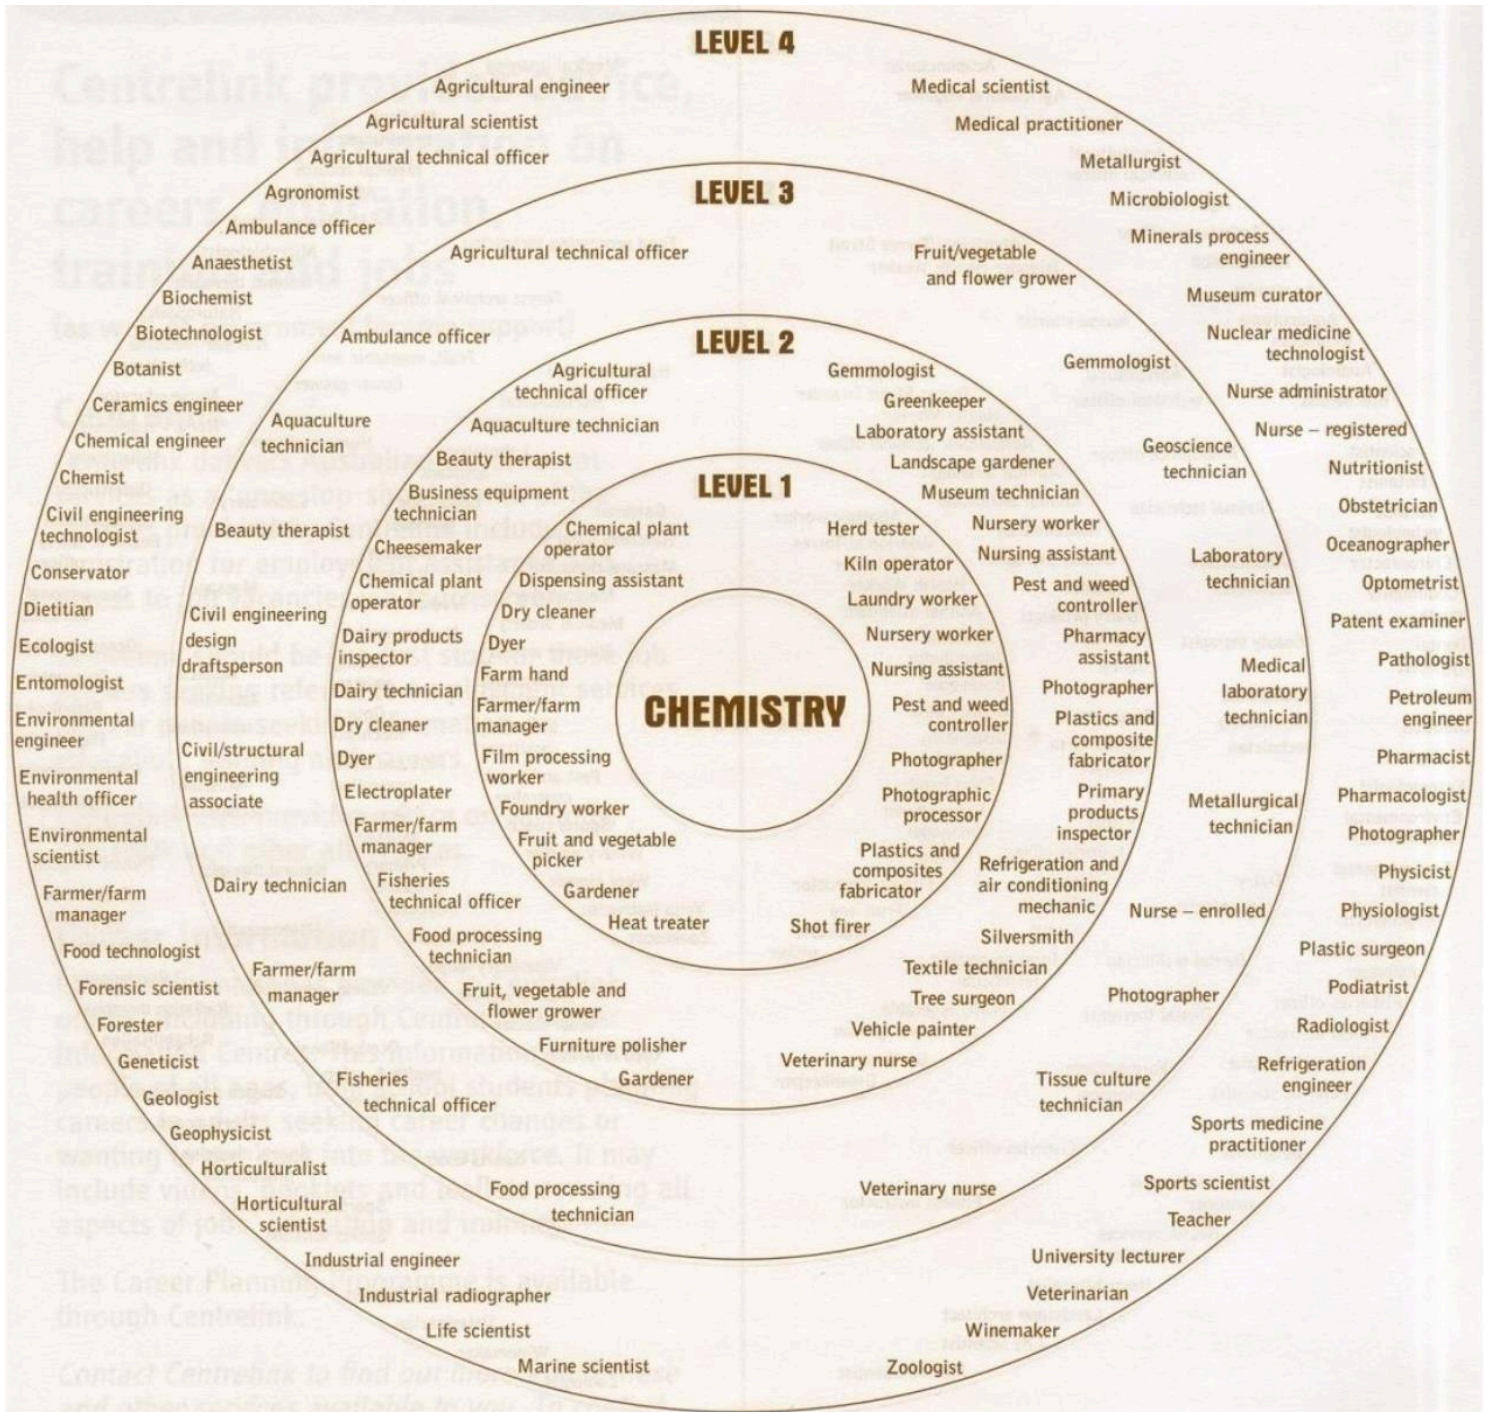 LEVEL 4
Agricultural engineer
Agricultural scientist
Agricultural technical officer
Agronomist
Ambulance officer
Anaesthetist
Biochemist
Biotechnologist
Botanist
Ceramics engineer
Chemical engineer
Chemist
Civil engineering
technologist
Conservator
Dietitian
Ecologist
Entomologist
Environmental
engineer
Environmental
health officer
Environmental
scientist
Farmer/farm
manager
Food technologist
Forensic scientist
Forester
Geneticist
Geologist
Geophysicist
Horticulturalist
Horticultural
scientist
Industrial engineer
Industrial radiographer
Life scientist
Marine scientist
Medical scientist
Medical practitioner
Metallurgist
Microbiologist
Minerals process
engineer
Museum curator
Nuclear medicine
technologist
Nurse administrator
Nurse – registered
Nutritionist
Obstetrician
Oceanographer
Optometrist
Patent examiner
Pathologist
Petroleum
engineer
Pharmacist
Pharmacologist
Photographer
Physicist
Physiologist
Plastic surgeon
Podiatrist
Radiologist
Refrigeration
engineer
Sports medicine
practitioner
Sports scientist
Teacher
University lecturer
Veterinarian
Winemaker
Zoologist
LEVEL 3
Agricultural technical officer
Ambulance officer
Aquaculture
technician
Beauty therapist
Civil engineering
design
draftsperson
Civil/structural
engineering
associate
Dairy technician
Farmer/farm
manager
Fisheries
technical officer
Food processing
technician
Fruit/vegetable
and flower grower
Gemmologist
Geoscience
technician
Laboratory
technician
Medical
laboratory
technician
Metallurgical
technician
Nurse – enrolled
Photographer
Tissue culture
technician
Veterinary nurse
LEVEL 2
Agricultural
technical officer
Aquaculture technician
Beauty therapist
Business equipment
technician
Cheesemaker
Chemical plant
operator
Dairy products
inspector
Dairy technician
Dry cleaner
Dyer
Electroplater
Farmer/farm
manager
Fisheries
technical officer
Food processing
technician
Fruit, vegetable and
flower grower
Furniture polisher
Gardener
Gemmologist
Greenkeeper
Laboratory assistant
Landscape gardener
Museum technician
Nursery worker
Nursing assistant
Pest and weed
controller
Pharmacy
assistant
Photographer
Plastics and
composite
fabricator
Primary
products
inspector
Refrigeration and
air conditioning
mechanic
Silversmith
Textile technician
Tree surgeon
Vehicle painter
Veterinary nurse
LEVEL 1
Chemical plant
operator
Dispensing assistant
Dry cleaner
Dyer
Farm hand
Farmer/farm
manager
Film processing
worker
Foundry worker
Fruit and vegetable
picker
Gardener
Heat treater
Herd tester
Kiln operator
Laundry worker
Nursery worker
Nursing assistant
Pest and weed
controller
Photographer
Photographic
processor
Plastics and
composites
fabricator
Shot firer
CHEMISTRY